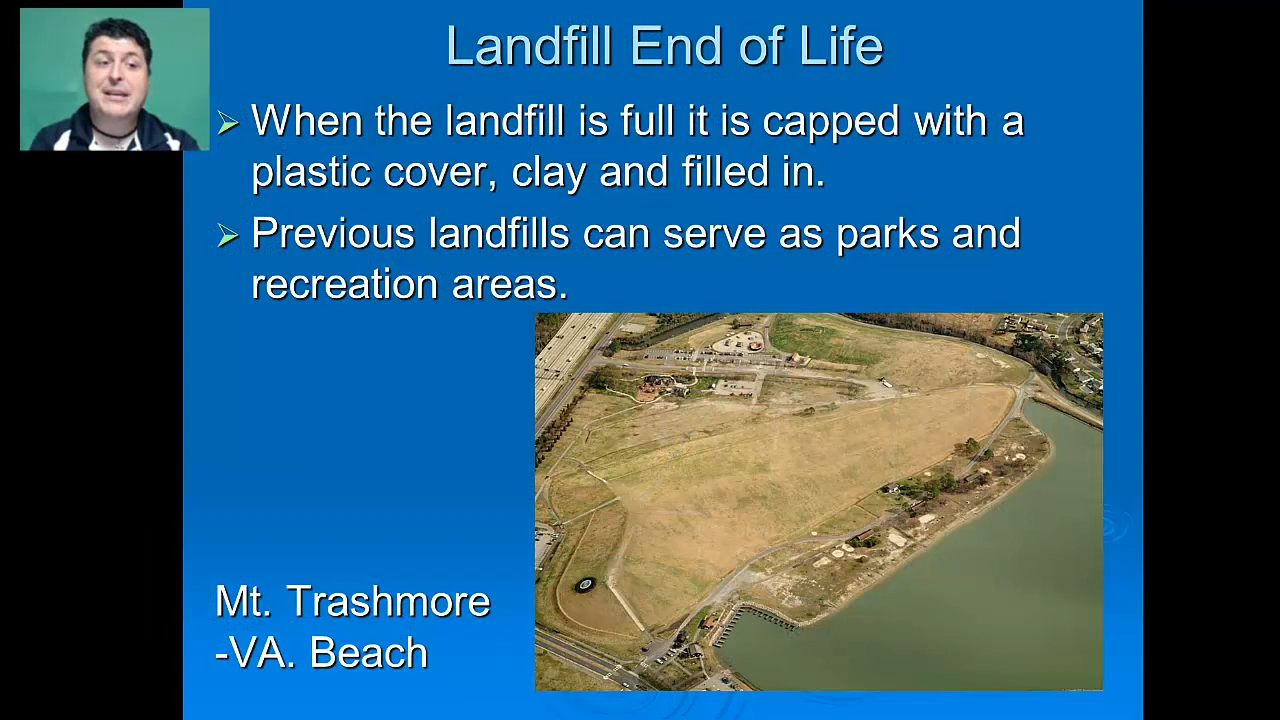 Landfill End of Life
When the landfill is full it is capped with a
plastic cover, clay and filled in.
Previous landfills can serve as parks and
recreation areas.
Mt. Trashmore
-VA. Beach